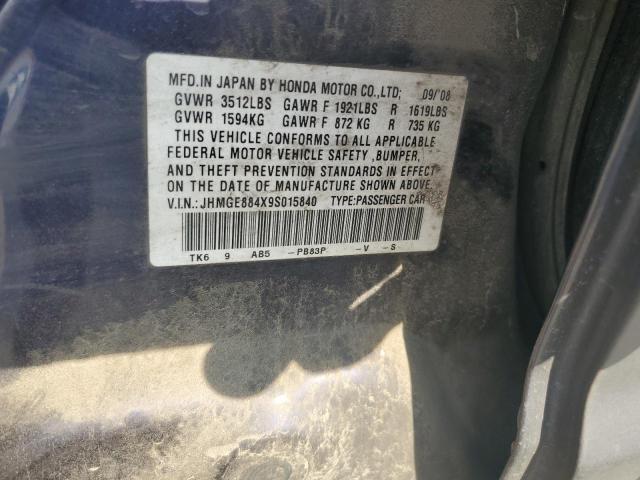 MFD.IN JAPAN BY HONDA MOTOR CO.,LTD; 09/'08
GVWR 3512LBS GAWR F 1921LBS R 1619LBS
GVWR 1594KG GAWR F 872 KG R 735 KG
THIS VEHICLE CONFORMS TO ALL APPLICABLE
FEDERAL MOTOR VEHICLE SAFETY ,BUMPER,
AND THEFT PREVENTION STANDARDS IN EFFECT
ON THE DATE OF MANUFACTURE SHOWN ABOVE.
V.I.N.: JHMGE884X9S015840 TYPE:PASSENGER CAR
TK6 9 AB5 -PB83P -V -S